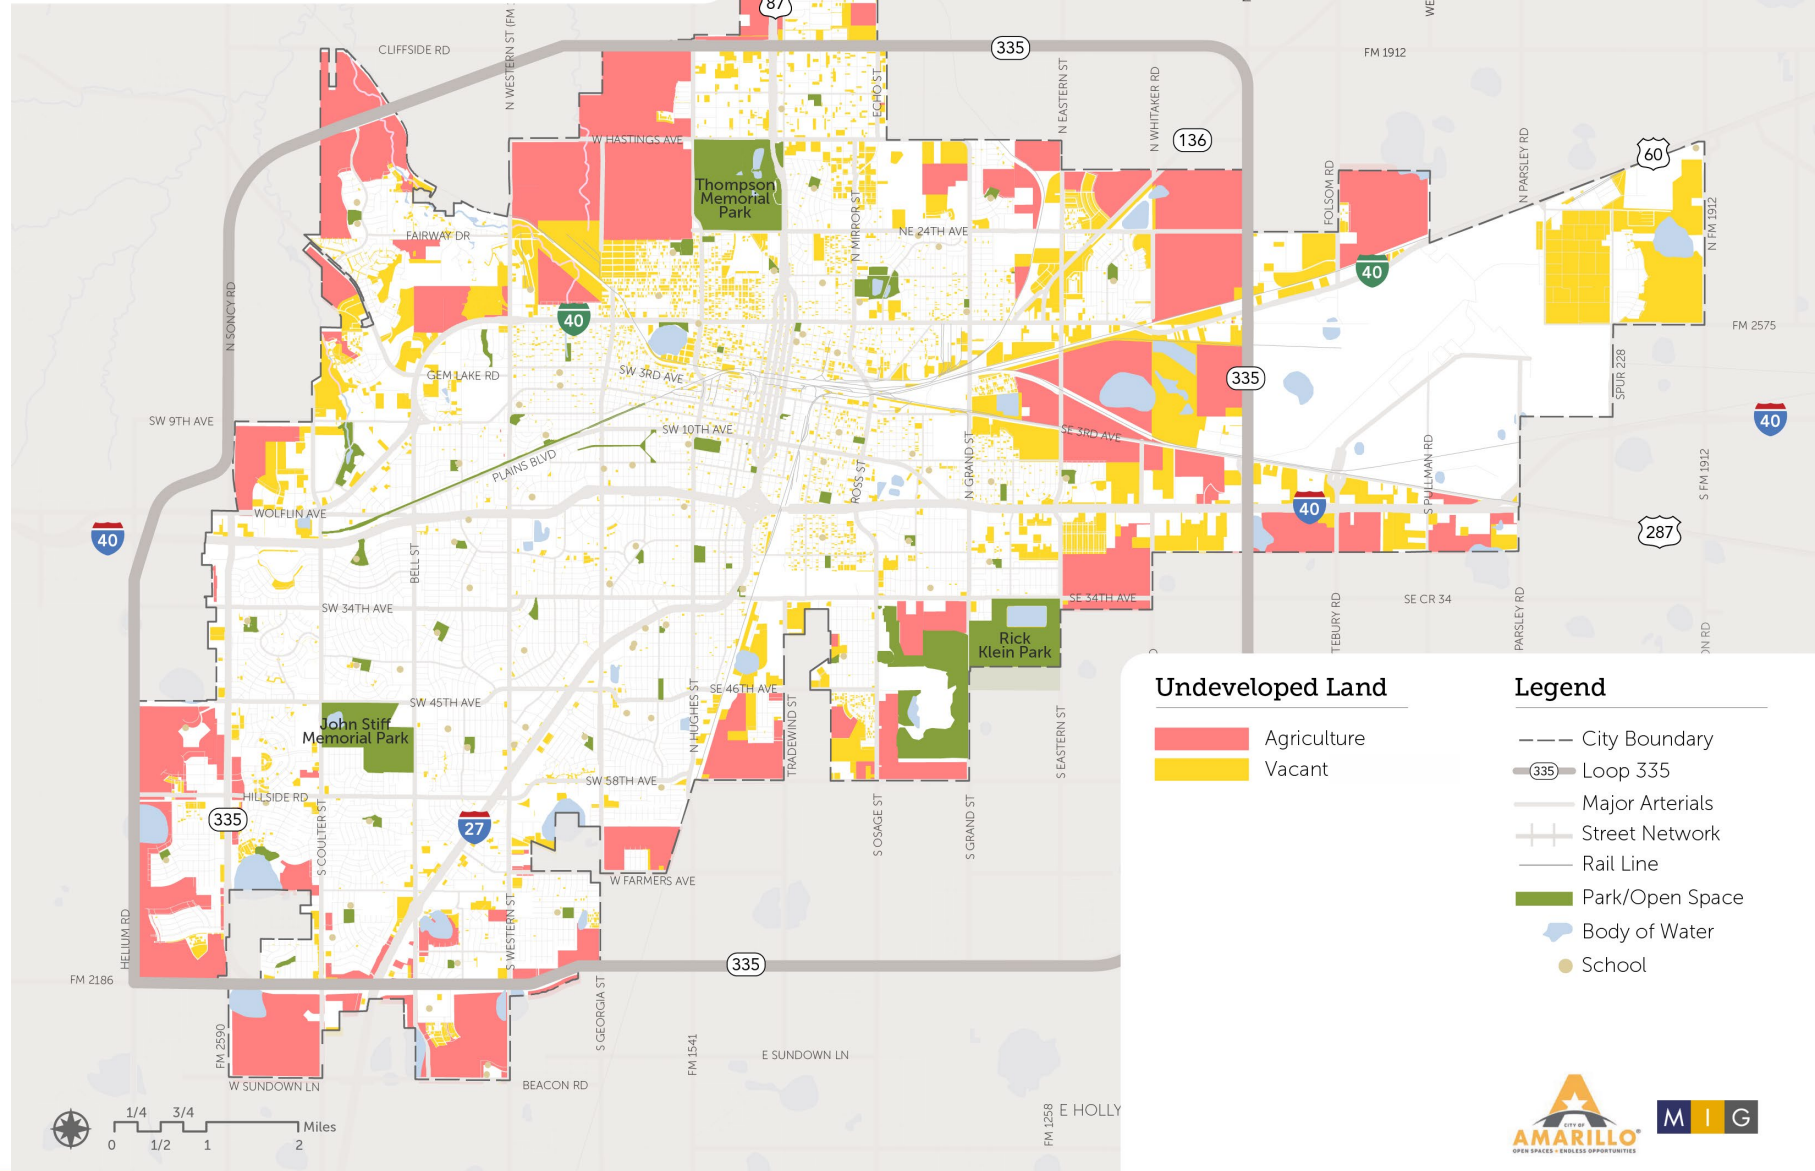 87
CLIFFSIDE RD
N WESTERN ST (FM
335
ECHO ST
N EASTERN ST
N WHITAKER RD
FM 1912
WE
W HASTINGS AVE
136
FOLSOM RD
N PARSLEY RD
60
N FM 1912
Thompson
Memorial
Park
N MIRROR ST
NE 24TH AVE
FAIRWAY DR
40
40
N SONCY RD
FM 2575
GEM LAKE RD
SW 3RD AVE
335
SPUR 228
SW 9TH AVE
SW 10TH AVE
SE 3RD AVE
40
PLAINS BLVD
ROSS ST
N GRAND ST
S PULLMAN RD
S FM 1912
WOLFLIN AVE
40
40
287
BELL ST
SW 34TH AVE
SE 34TH AVE
TEBURY RD
SE CR 34
PARSLEY RD
ON RD
Rick
Klein Park
SW 45TH AVE
SE 46TH AVE
N HUGHES ST
TRADEWIND ST
S EASTERN ST
John Stiff
Memorial Park
SW 58TH AVE
HILLSIDE RD
335
27
S COULTER ST
S OSAGE ST
S GRAND ST
W FARMERS AVE
HELIUM RD
S WESTERN ST
335
FM 2186
S GEORGIA ST
FM 2590
FM 1541
E SUNDOWN LN
W SUNDOWN LN
BEACON RD
FM 1258
E HOLLY
1/4 3/4
Miles
0 1/2 1 2
Undeveloped Land
Agriculture
Vacant
Legend
City Boundary
335 Loop 335
Major Arterials
Street Network
Rail Line
Park/Open Space
Body of Water
School
CITY OF
AMARILLO
OPEN SPACES • ENDLESS OPPORTUNITIES
M I G